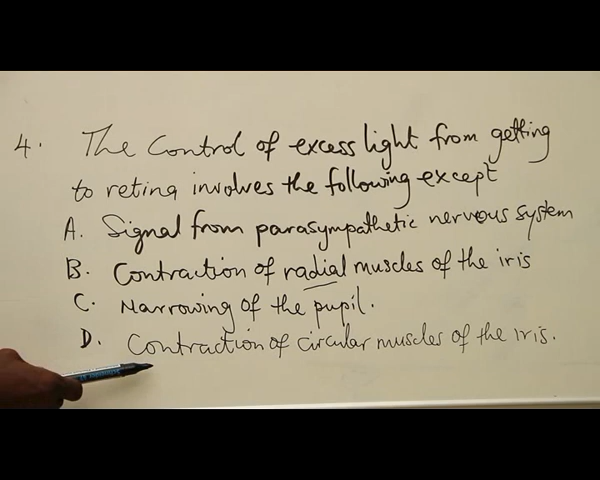 4. The Control of excess light from getting
to retina involves the following except
A. Signal from parasympathetic nervous system
B. Contraction of radial muscles of the iris
C. Narrowing of the pupil.
D. Contraction of circular muscles of the iris.